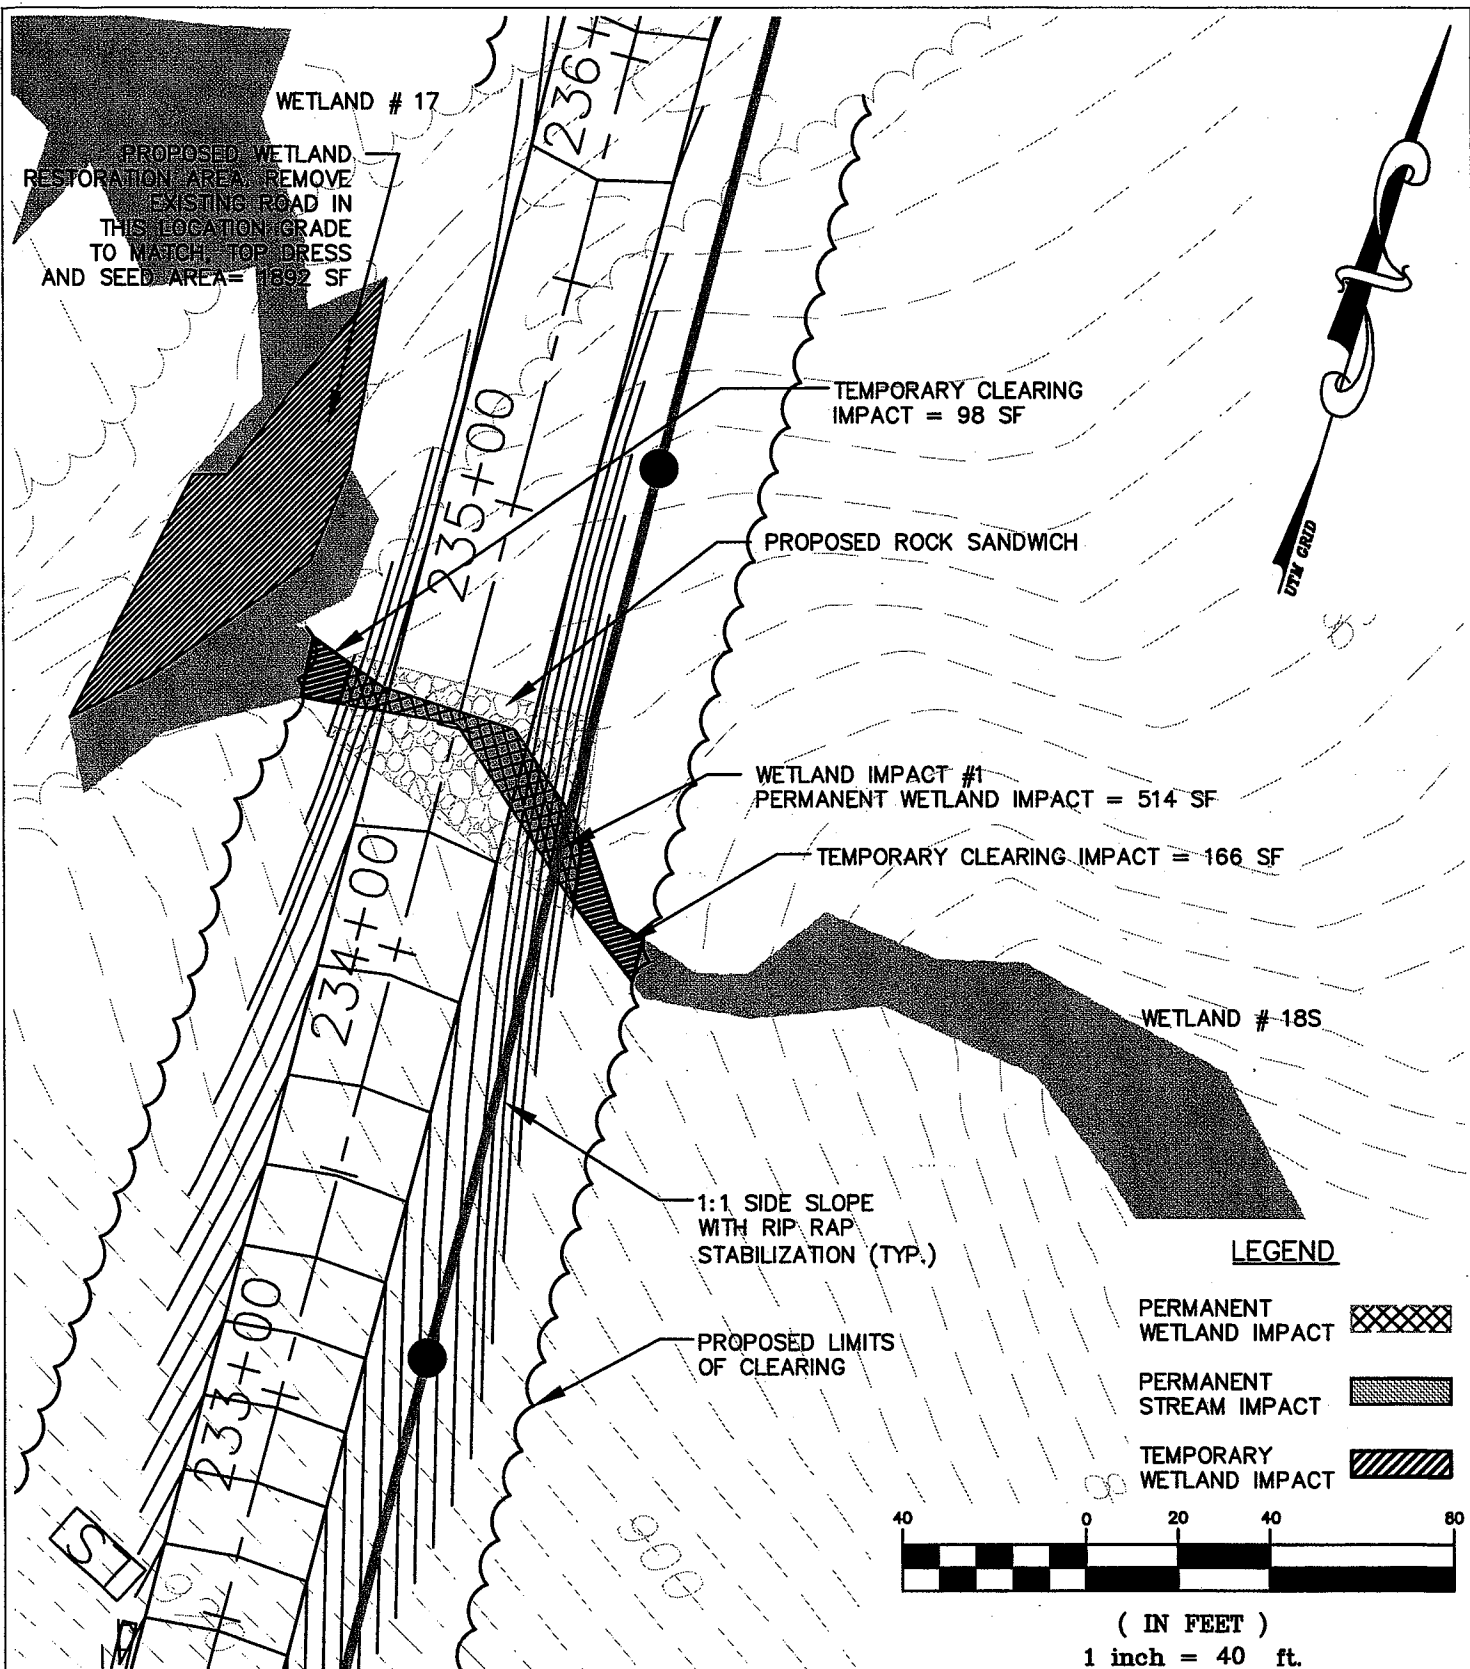 236+
WETLAND # 17
PROPOSED WETLAND
RESTORATION AREA. REMOVE
EXISTING ROAD IN
THIS LOCATION GRADE
TO MATCH, TOP DRESS
AND SEED AREA= 1892 SF
TEMPORARY CLEARING
IMPACT = 98 SF
235+00
PROPOSED ROCK SANDWICH
UTM GRID
WETLAND IMPACT #1
PERMANENT WETLAND IMPACT = 514 SF
TEMPORARY CLEARING IMPACT = 166 SF
234+00
WETLAND # 18S
1:1 SIDE SLOPE
WITH RIP RAP
STABILIZATION (TYP.)
PROPOSED LIMITS
OF CLEARING
233+00
LEGEND
PERMANENT
WETLAND IMPACT
PERMANENT
STREAM IMPACT
TEMPORARY
WETLAND IMPACT
900
40 0 20 40 80
( IN FEET )
1 inch = 40 ft.